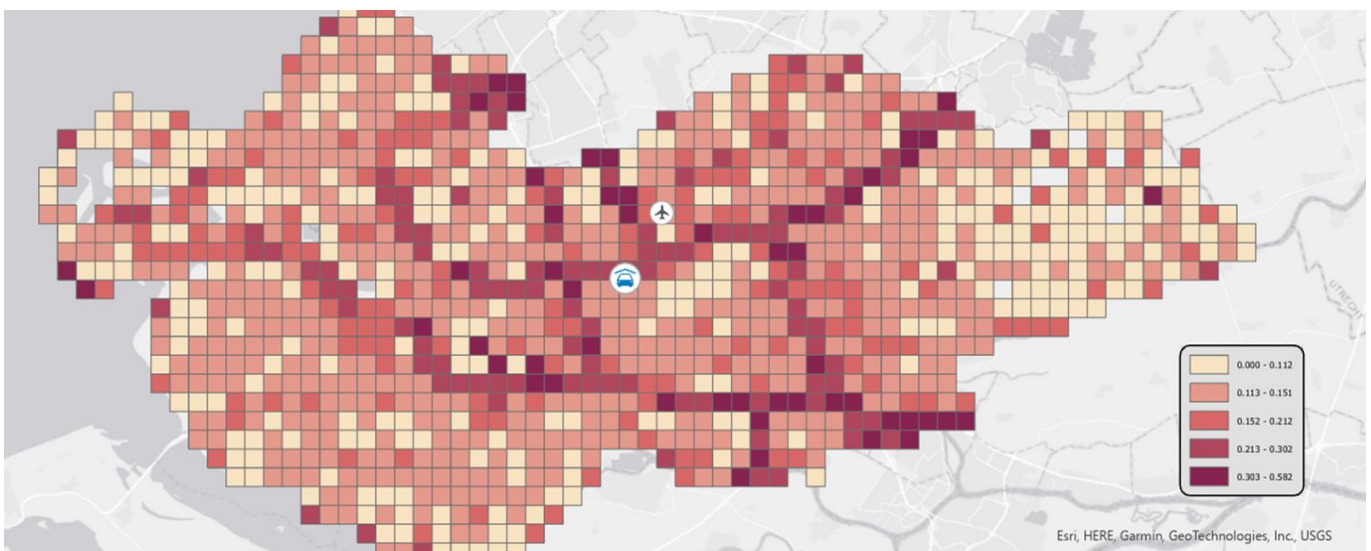 UTRECHT
0.000 - 0.112
0.113 - 0.151
0.152 - 0.212
0.213 - 0.302
0.303 - 0.582
Esri, HERE, Garmin, GeoTechnologies, Inc., USGS